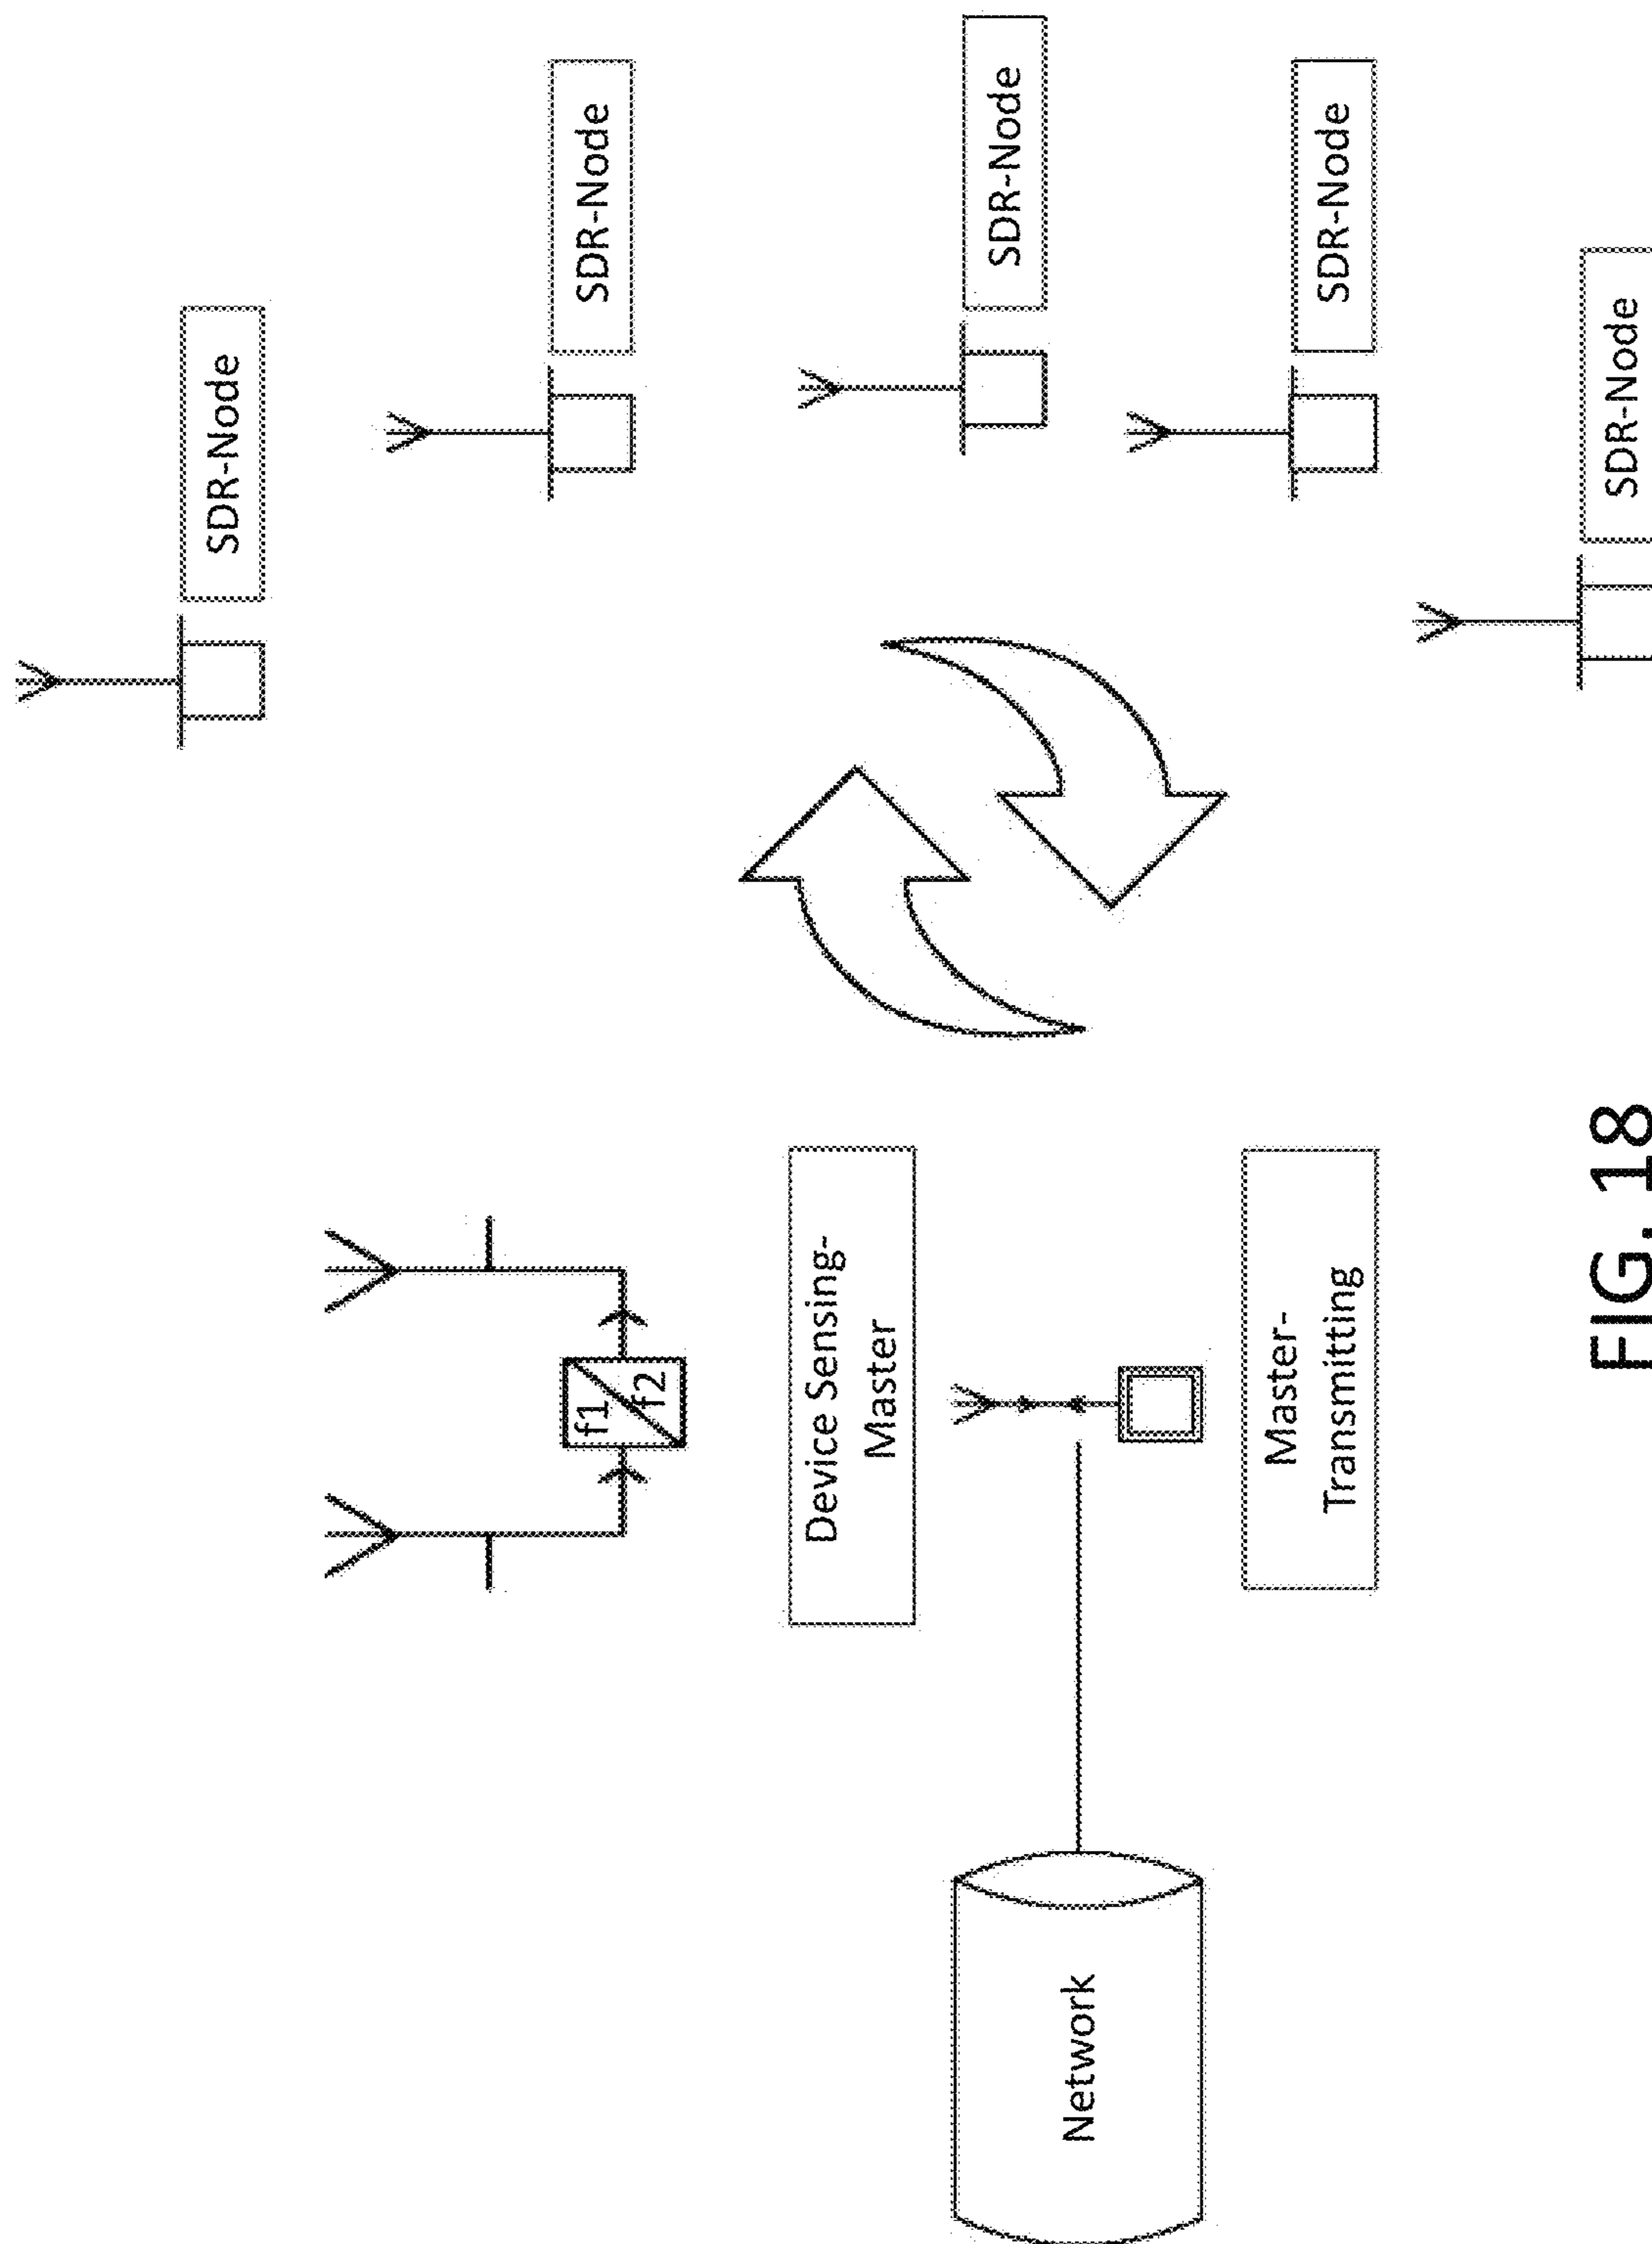 SDR-Node
f1
f2
SDR-Node
Device Sensing-
Master
SDR-Node
Network
Master-
Transmitting
SDR-Node
SDR-Node
FIG. 18